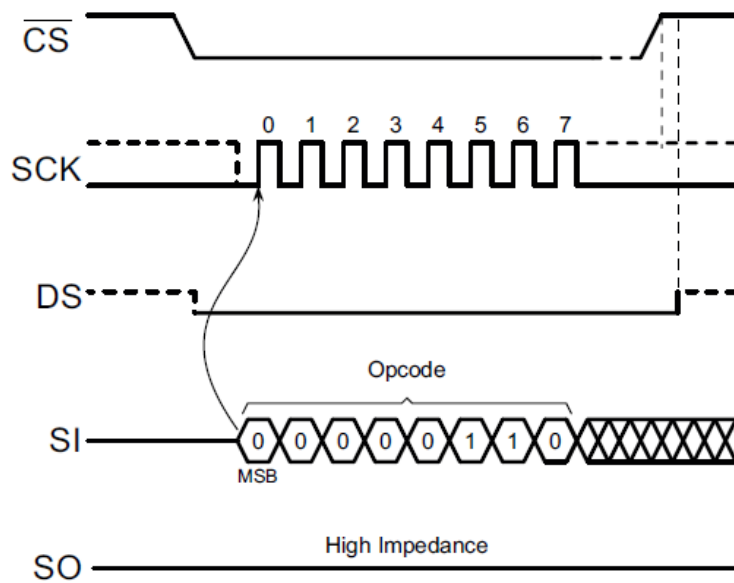 CS
0 1 2 3 4 5 6 7
SCK
DS
Opcode
SI 0 0 0 0 0 1 1 0
MSB
High Impedance
SO